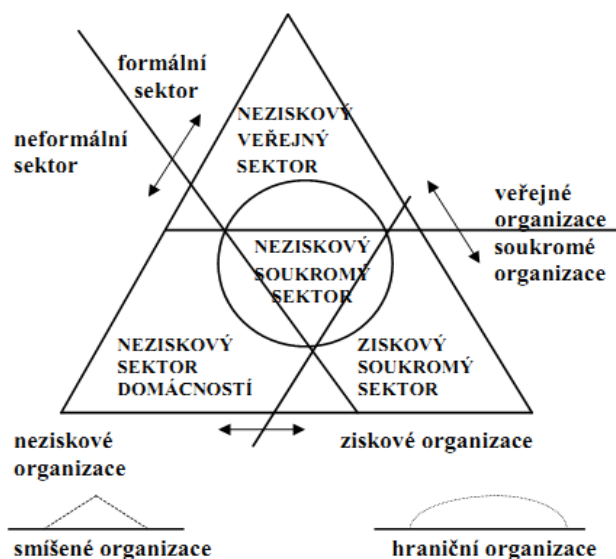 formální
sektor
neformální
sektor
NEZISKOVÝ
VEŘEJNÝ
SEKTOR
veřejné
organizace
soukromé
organizace
NEZISKOVÝ
SOUKROMÝ
SEKTOR
NEZISKOVÝ
SEKTOR
DOMÁCNOSTÍ
ZISKOVÝ
SOUKROMÝ
SEKTOR
neziskové
organizace
ziskové organizace
smíšené organizace
hraniční organizace